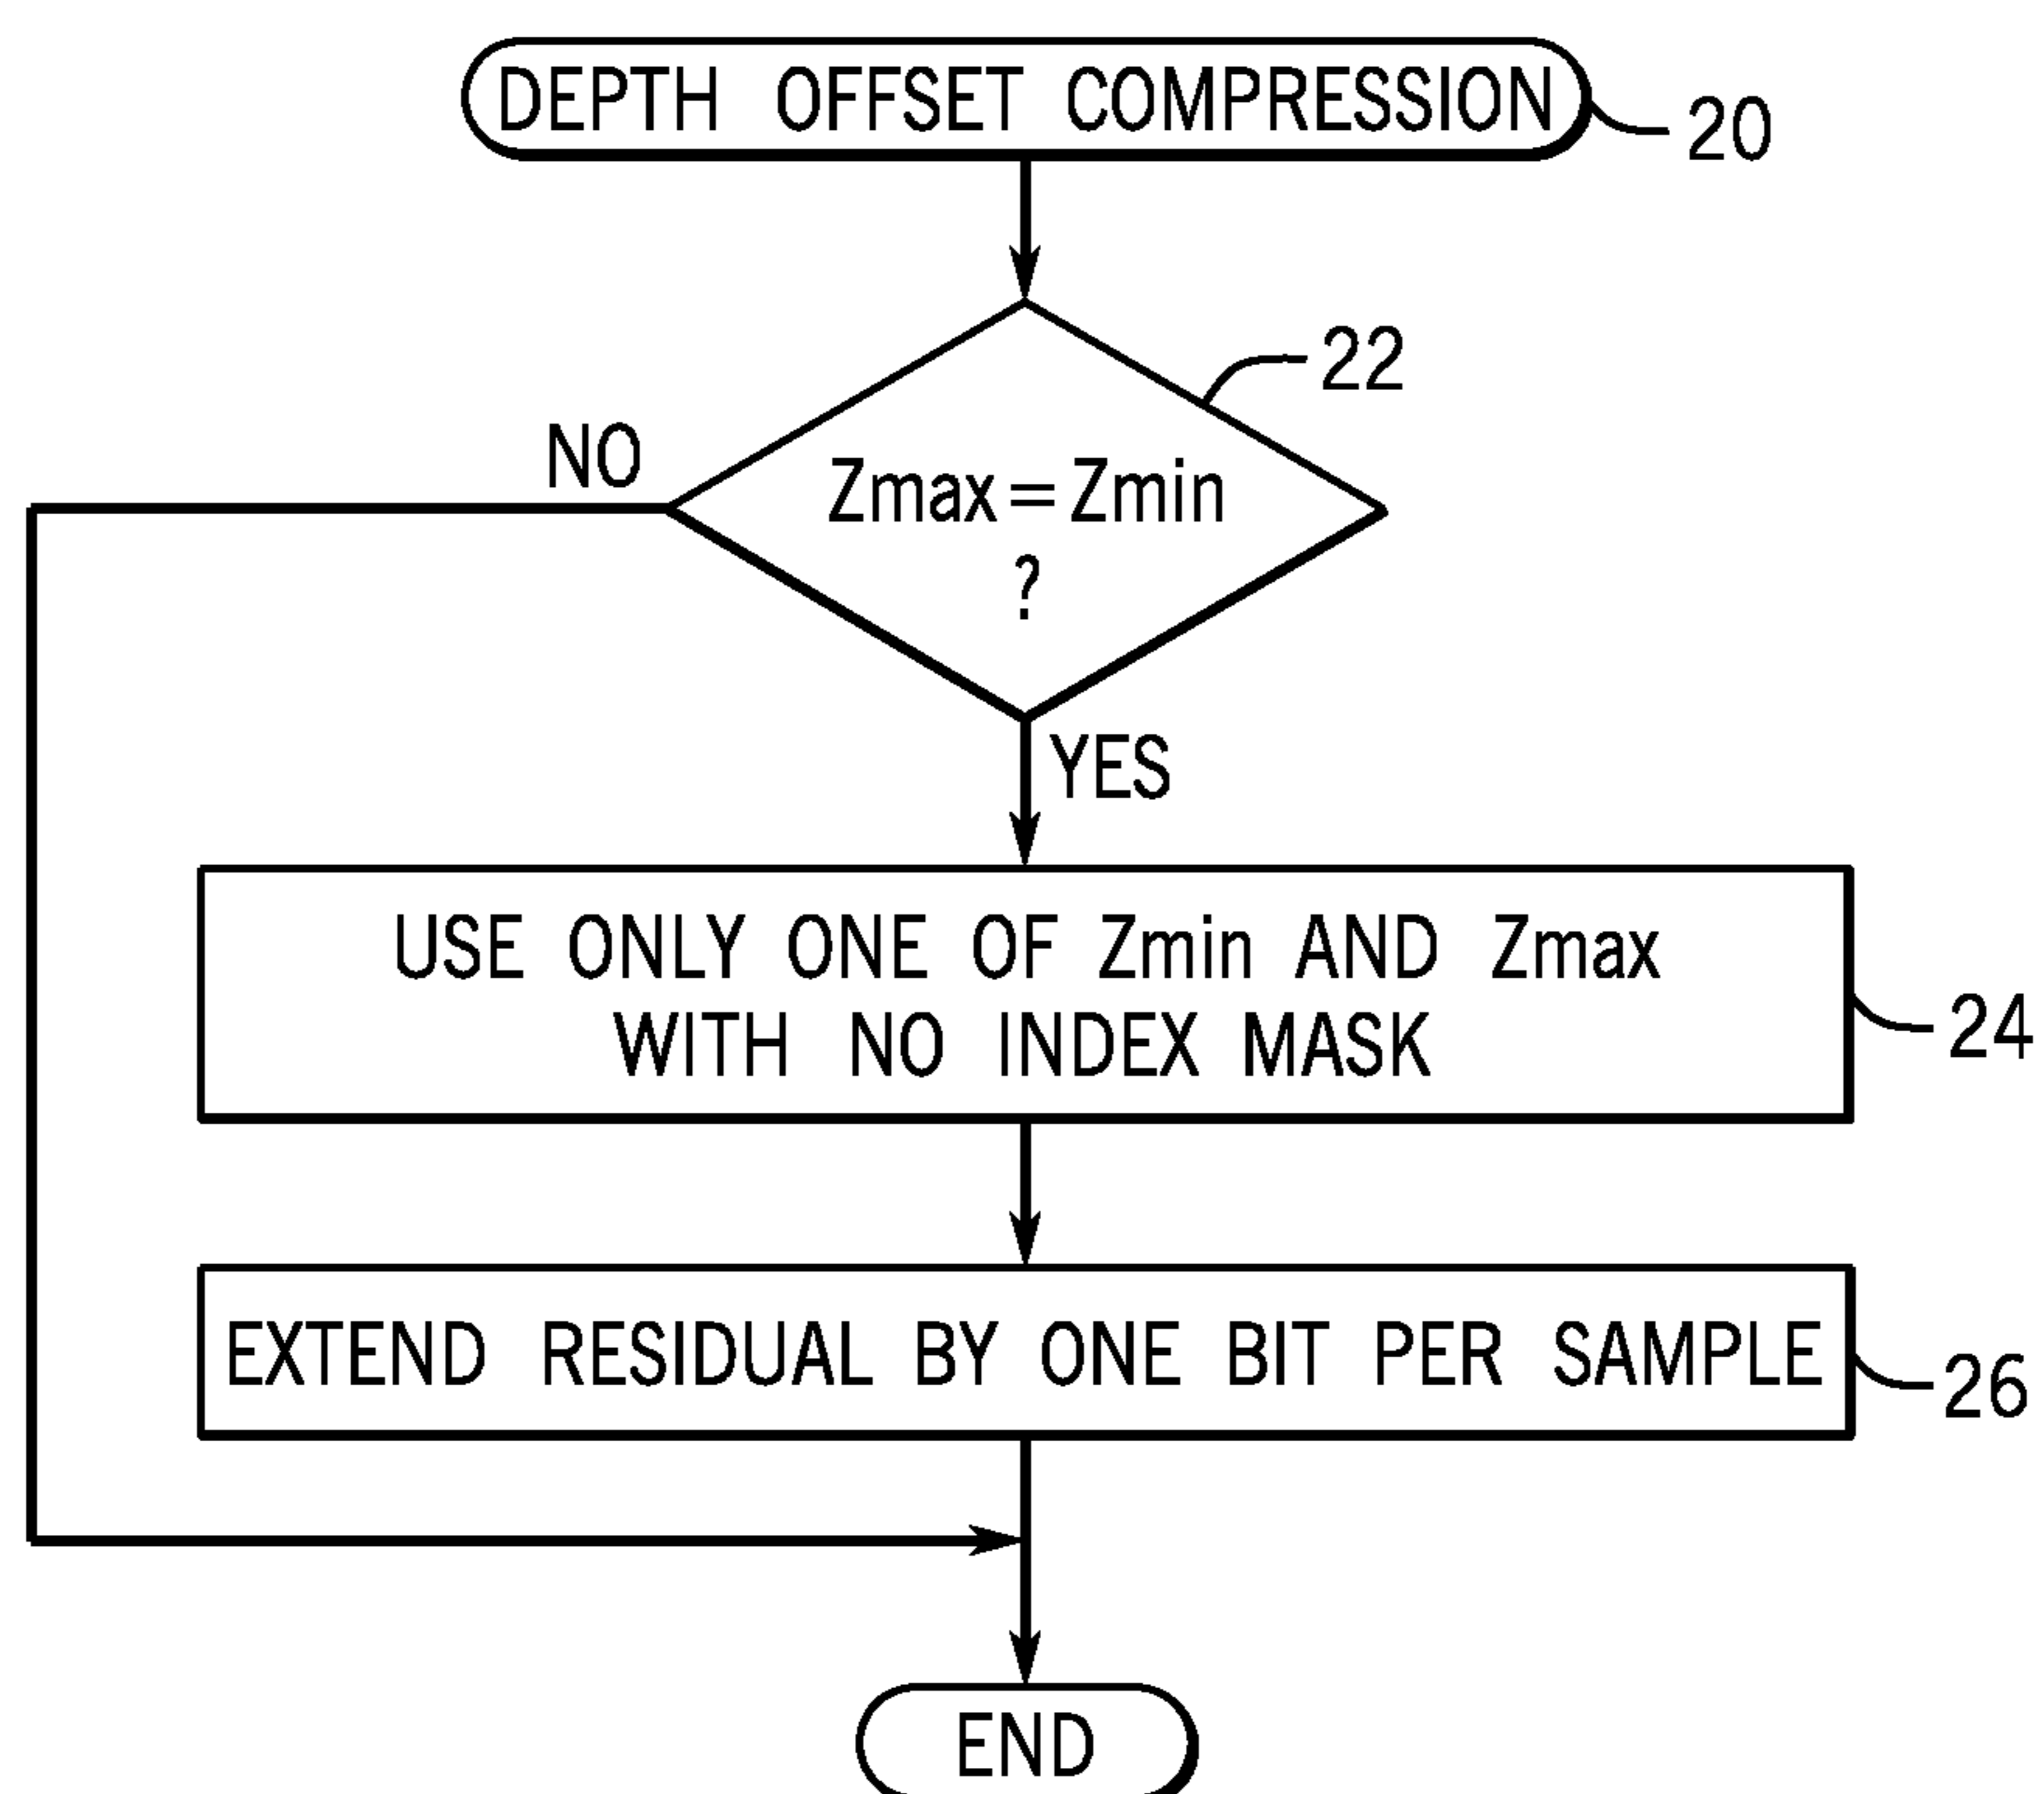 DEPTH OFFSET COMPRESSION
20
22
NO
Zmax=Zmin
?
YES
USE ONLY ONE OF Zmin AND Zmax
WITH NO INDEX MASK
24
EXTEND RESIDUAL BY ONE BIT PER SAMPLE
26
END